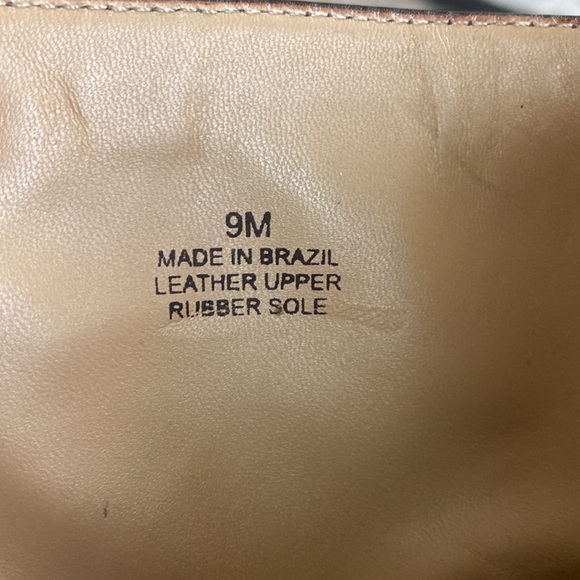 9M
MADE IN BRAZIL
LEATHER UPPER
RUBBER SOLE